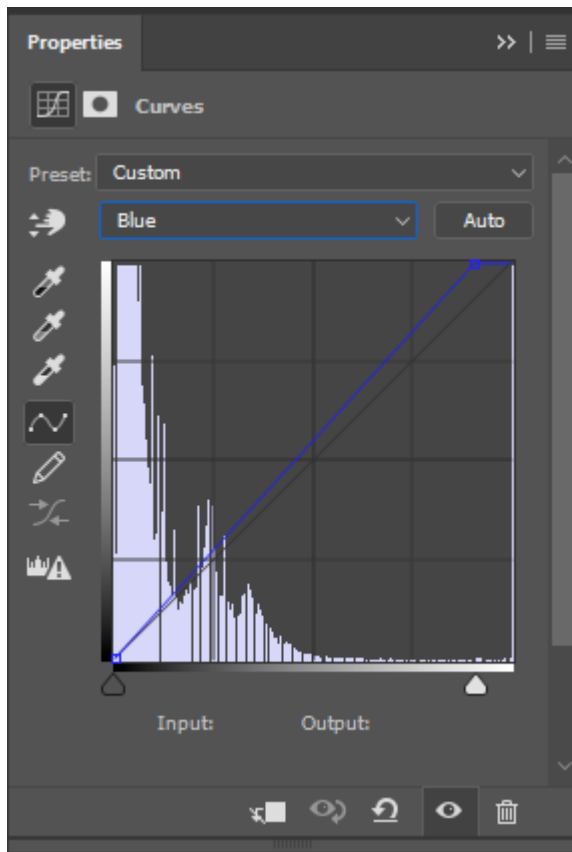 Properties
Curves
Preset: Custom
Blue Auto
Input: Output: